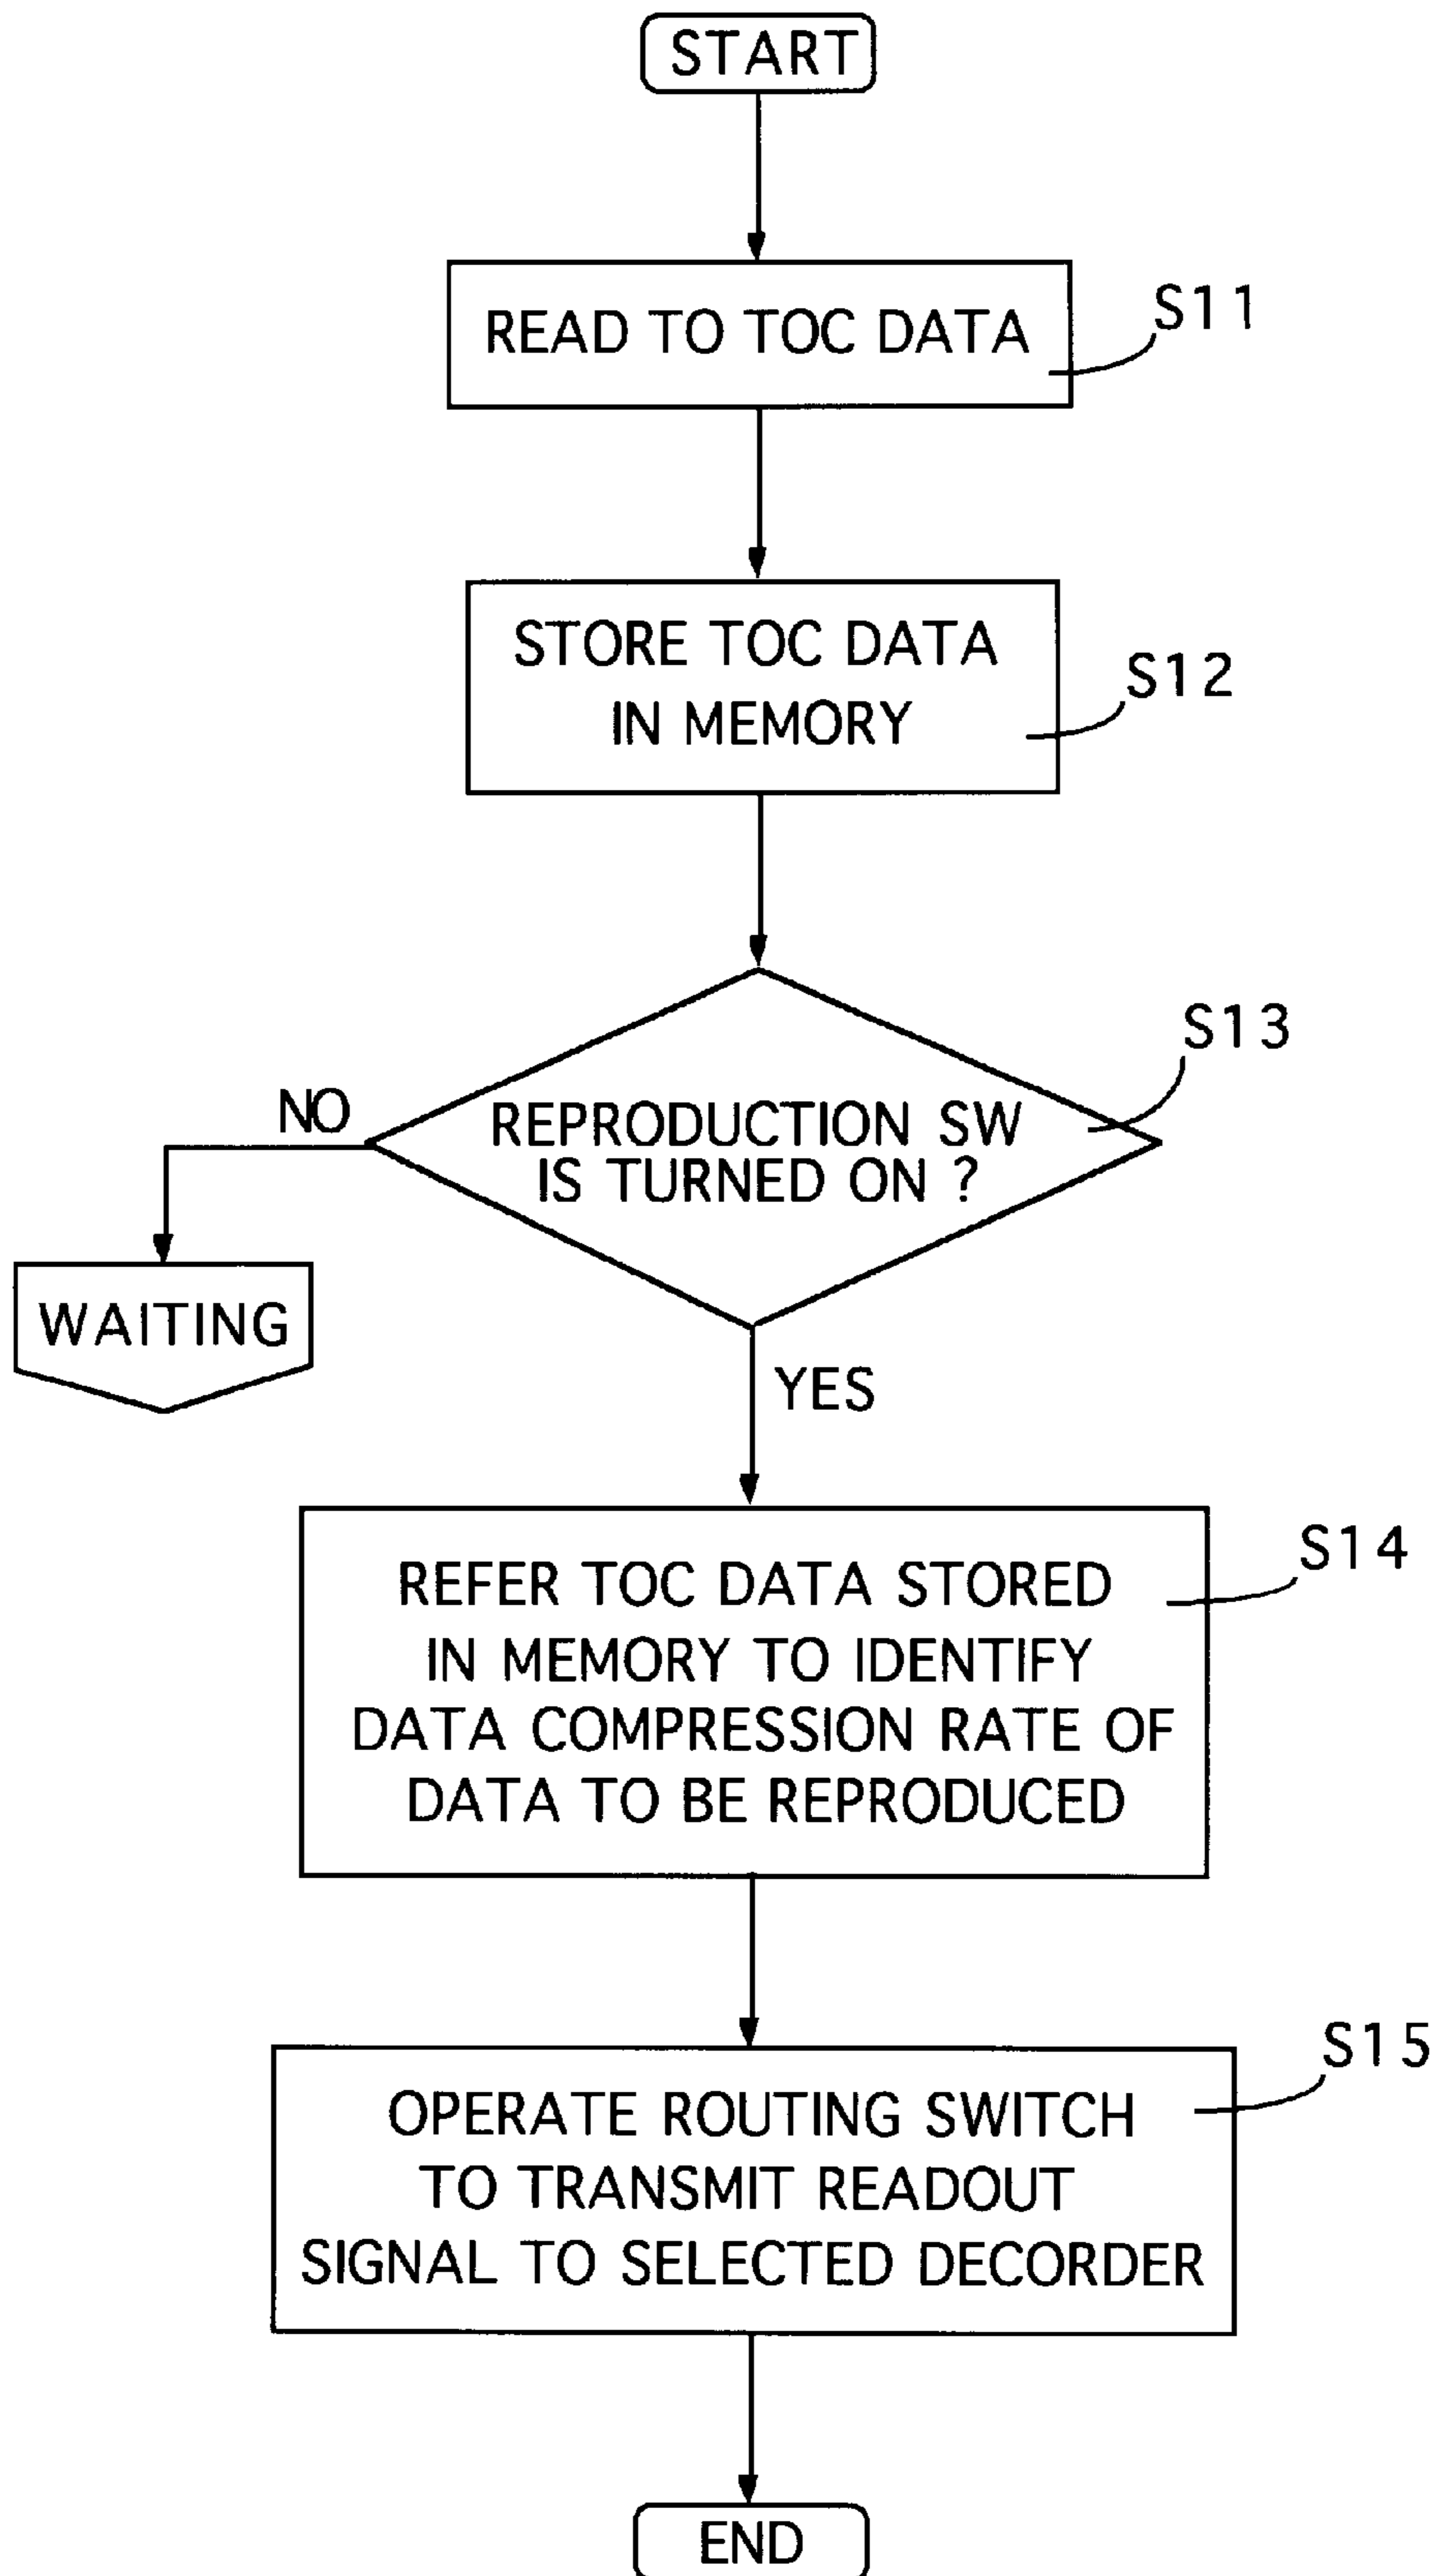 START
READ TO TOC DATA
S11
STORE TOC DATA
IN MEMORY
S12
S13
REPRODUCTION SW
IS TURNED ON ?
NO
WAITING
YES
S14
REFER TOC DATA STORED
IN MEMORY TO IDENTIFY
DATA COMPRESSION RATE OF
DATA TO BE REPRODUCED
S15
OPERATE ROUTING SWITCH
TO TRANSMIT READOUT
SIGNAL TO SELECTED DECORDER
END